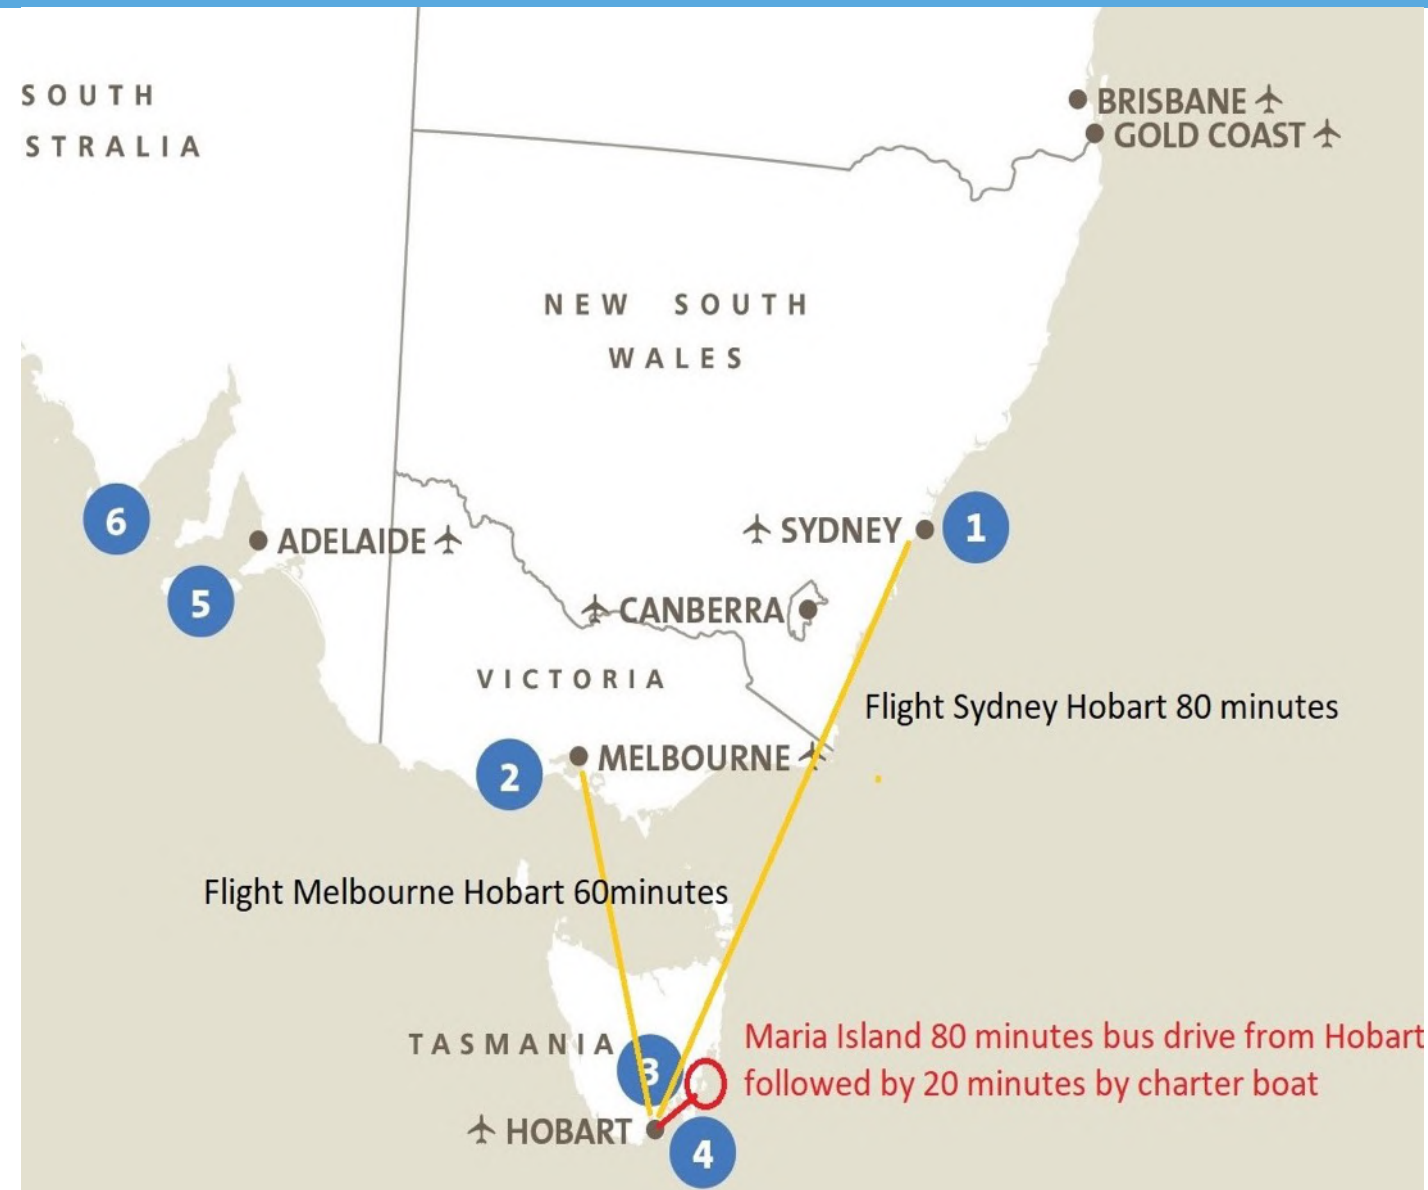 SOUTH
STRALIA
BRISBANE
GOLD COAST
NEW SOUTH
WALES
6
ADELAIDE
SYDNEY
1
5
CANBERRA
VICTORIA
Flight Sydney Hobart 80 minutes
2
MELBOURNE
Flight Melbourne Hobart 60minutes
TASMANIA
3
Maria Island 80 minutes bus drive from Hobart
followed by 20 minutes by charter boat
HOBART
4